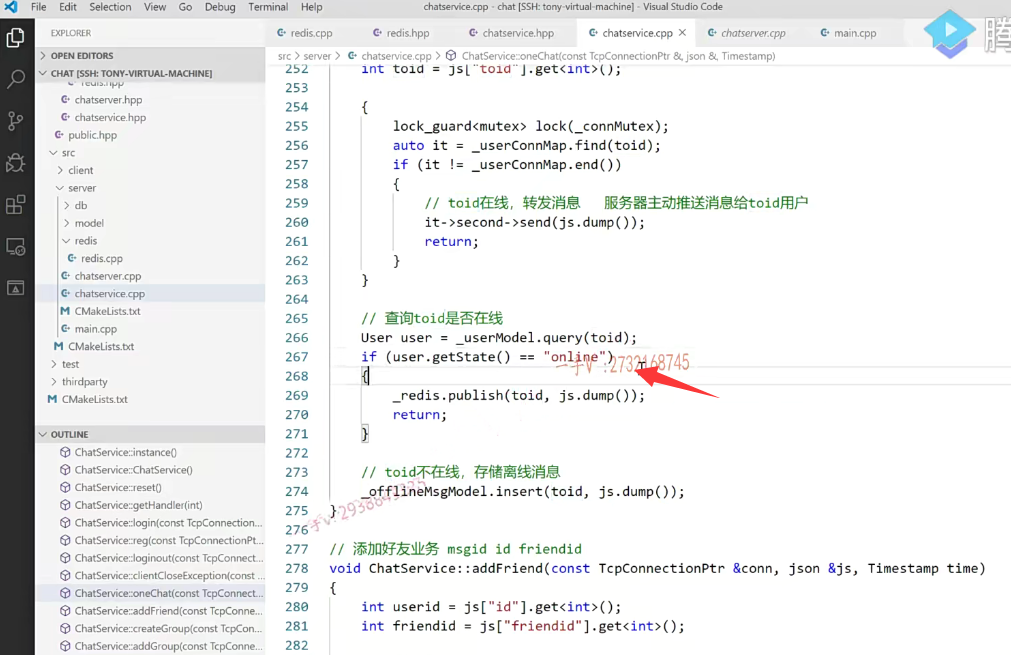 File Edit Selection View Go Debug Terminal Help chatservice.cpp - chat [SSH: tony-virtual-machine] - Visual Studio Code
EXPLORER
redis.cpp redis.hpp chatservice.hpp chatservice.cpp chatserver.cpp main.cpp
腾
OPEN EDITORS
src > server > chatservice.cpp > ChatService::oneChat(const TcpConnectionPtr &, json &, Timestamp)
CHAT [SSH: TONY-VIRTUAL-MACHINE]
redis.hpp
chatserver.hpp
chatservice.hpp
public.hpp
src
client
server
db
model
redis
redis.cpp
chatserver.cpp
chatservice.cpp
CMakeLists.txt
main.cpp
CMakeLists.txt
test
thirdparty
CMakeLists.txt
OUTLINE
ChatService::instance()
ChatService::ChatService()
ChatService::reset()
ChatService::getHandler(int)
ChatService::login(const TcpConnection...
ChatService::reg(const TcpConnectionPt...
ChatService::loginout(const TcpConnect...
ChatService::clientCloseException(const ...
ChatService::oneChat(const TcpConnect...
ChatService::addFriend(const TcpConne...
ChatService::createGroup(const TcpCon...
ChatService::addGroup(const TcpConne...
252 int toid = js["toid"].get<int>();
253
254 {
255 lock_guard<mutex> lock(_connMutex);
256 auto it = _userConnMap.find(toid);
257 if (it != _userConnMap.end())
258 {
259 // toid在线，转发消息 服务器主动推送消息给toid用户
260 it->second->send(js.dump());
261 return;
262 }
263 }
264
265 // 查询toid是否在线
266 User user = _userModel.query(toid);
267 if (user.getState() == "online")
268 {
269 _redis.publish(toid, js.dump());
270 return;
271 }
272
273 // toid不在线，存储离线消息
274 _offlineMsgModel.insert(toid, js.dump());
275 }
276
277 // 添加好友业务 msgid id friendid
278 void ChatService::addFriend(const TcpConnectionPtr &conn, json &js, Timestamp time)
279 {
280 int userid = js["id"].get<int>();
281 int friendid = js["friendid"].get<int>();
282